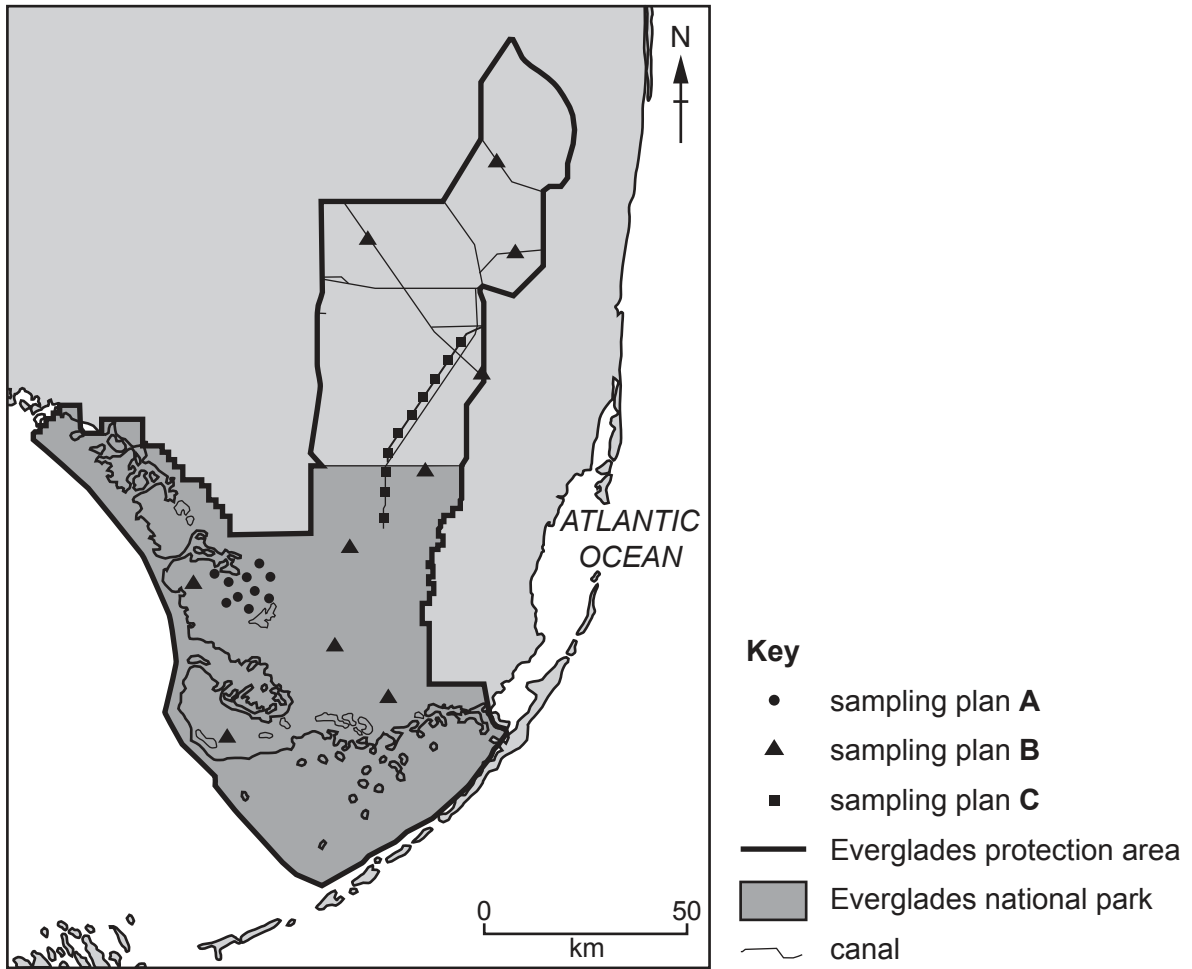 N
ATLANTIC
OCEAN
Key
sampling plan A
sampling plan B
sampling plan C
Everglades protection area
Everglades national park
canal
0 50
km